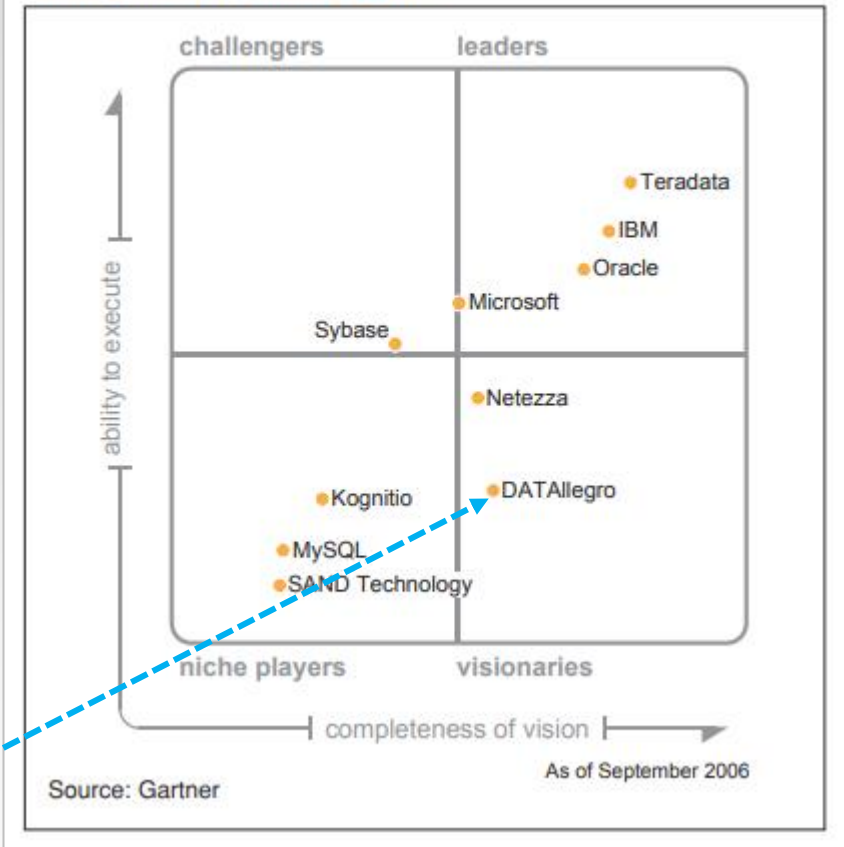 challengers
leaders
Teradata
IBM
Oracle
Microsoft
Sybase
ability to execute
Netezza
DATAllegro
Kognitio
MySQL
SAND Technology
niche players
visionaries
completeness of vision
As of September 2006
Source: Gartner